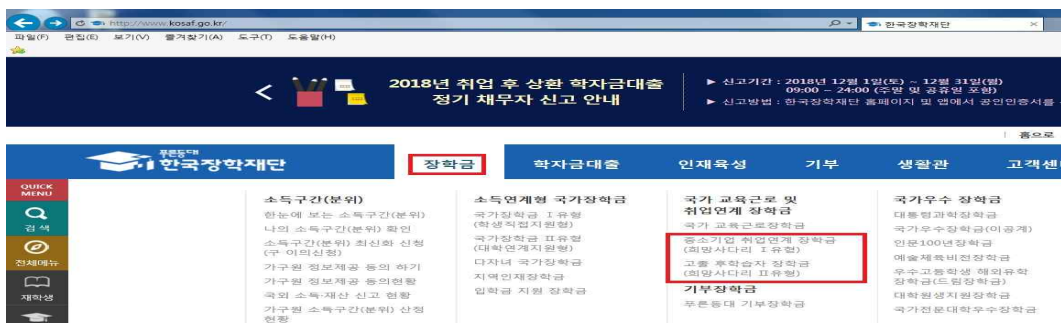 http://www.kosaf.go.kr/
한국장학재단
파일(F) 편집(E) 보기(V) 즐겨찾기(A) 도구(T) 도움말(H)
2018년 취업 후 상환 학자금대출
정기 채무자 신고 안내
▶ 신고기간 : 2018년 12월 1일(토) ~ 12월 31일(월)
09:00 ~ 24:00 (주말 및 공휴일 포함)
▶ 신고방법 : 한국장학재단 홈페이지 및 앱에서 공인인증서를
홈으로
푸른등대
한국장학재단
장학금 학자금대출 인재육성 기부 생활관 고객센
QUICK
MENU
검색
전체메뉴
재학생
소득구간(분위)
한눈에 보는 소득구간(분위)
나의 소득구간(분위) 확인
소득구간(분위) 최신화 신청
(구 이의신청)
가구원 정보제공 동의 하기
가구원 정보제공 동의현황
국외 소득·재산 신고 현황
가구원 소득구간(분위) 산정
현황
소득연계형 국가장학금
국가장학금 I 유형
(학생직접지원형)
국가장학금 II유형
(대학연계지원형)
다자녀 국가장학금
지역인재장학금
입학금 지원 장학금
국가 교육근로 및
취업연계 장학금
국가 교육근로장학금
중소기업 취업연계 장학금
(희망사다리 I 유형)
고졸 후학습자 장학금
(희망사다리 II유형)
기부장학금
푸른등대 기부장학금
국가우수 장학금
대통령과학장학금
국가우수장학금(이공계)
인문100년장학금
예술체육비전장학금
우수고등학생 해외유학
장학금(드림장학금)
대학원생지원장학금
국가전문대학우수장학금